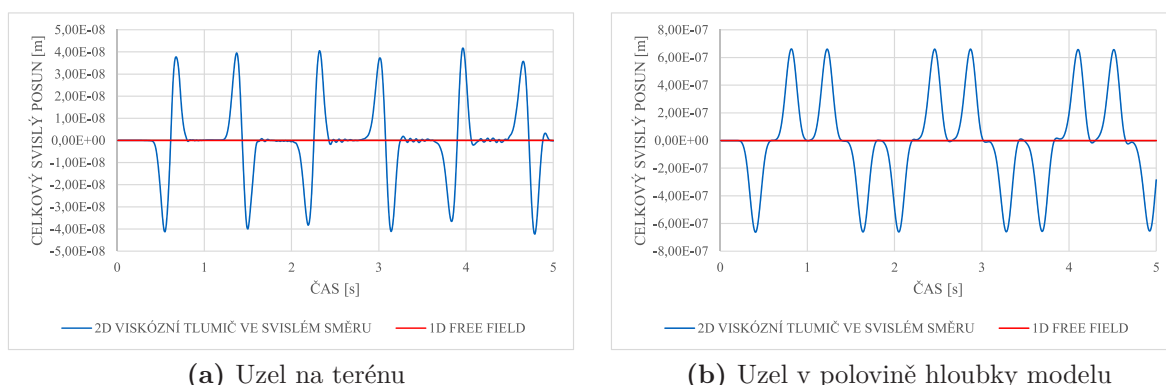 CELKOVÝ SVISLÝ POSUN [m]
5,00E-08
4,00E-08
3,00E-08
2,00E-08
1,00E-08
0,00E+00
-1,00E-08
-2,00E-08
-3,00E-08
-4,00E-08
-5,00E-08
0 1 2 3 4 5
ČAS [s]
2D VISKÓZNÍ TLUMIČ VE SVISLÉM SMĚRU 1D FREE FIELD
(a) Uzel na terénu
CELKOVÝ SVISLÝ POSUN [m]
8,00E-07
6,00E-07
4,00E-07
2,00E-07
0,00E+00
-2,00E-07
-4,00E-07
-6,00E-07
-8,00E-07
0 1 2 3 4 5
ČAS [s]
2D VISKÓZNÍ TLUMIČ VE SVISLÉM SMĚRU 1D FREE FIELD
(b) Uzel v polovině hloubky modelu